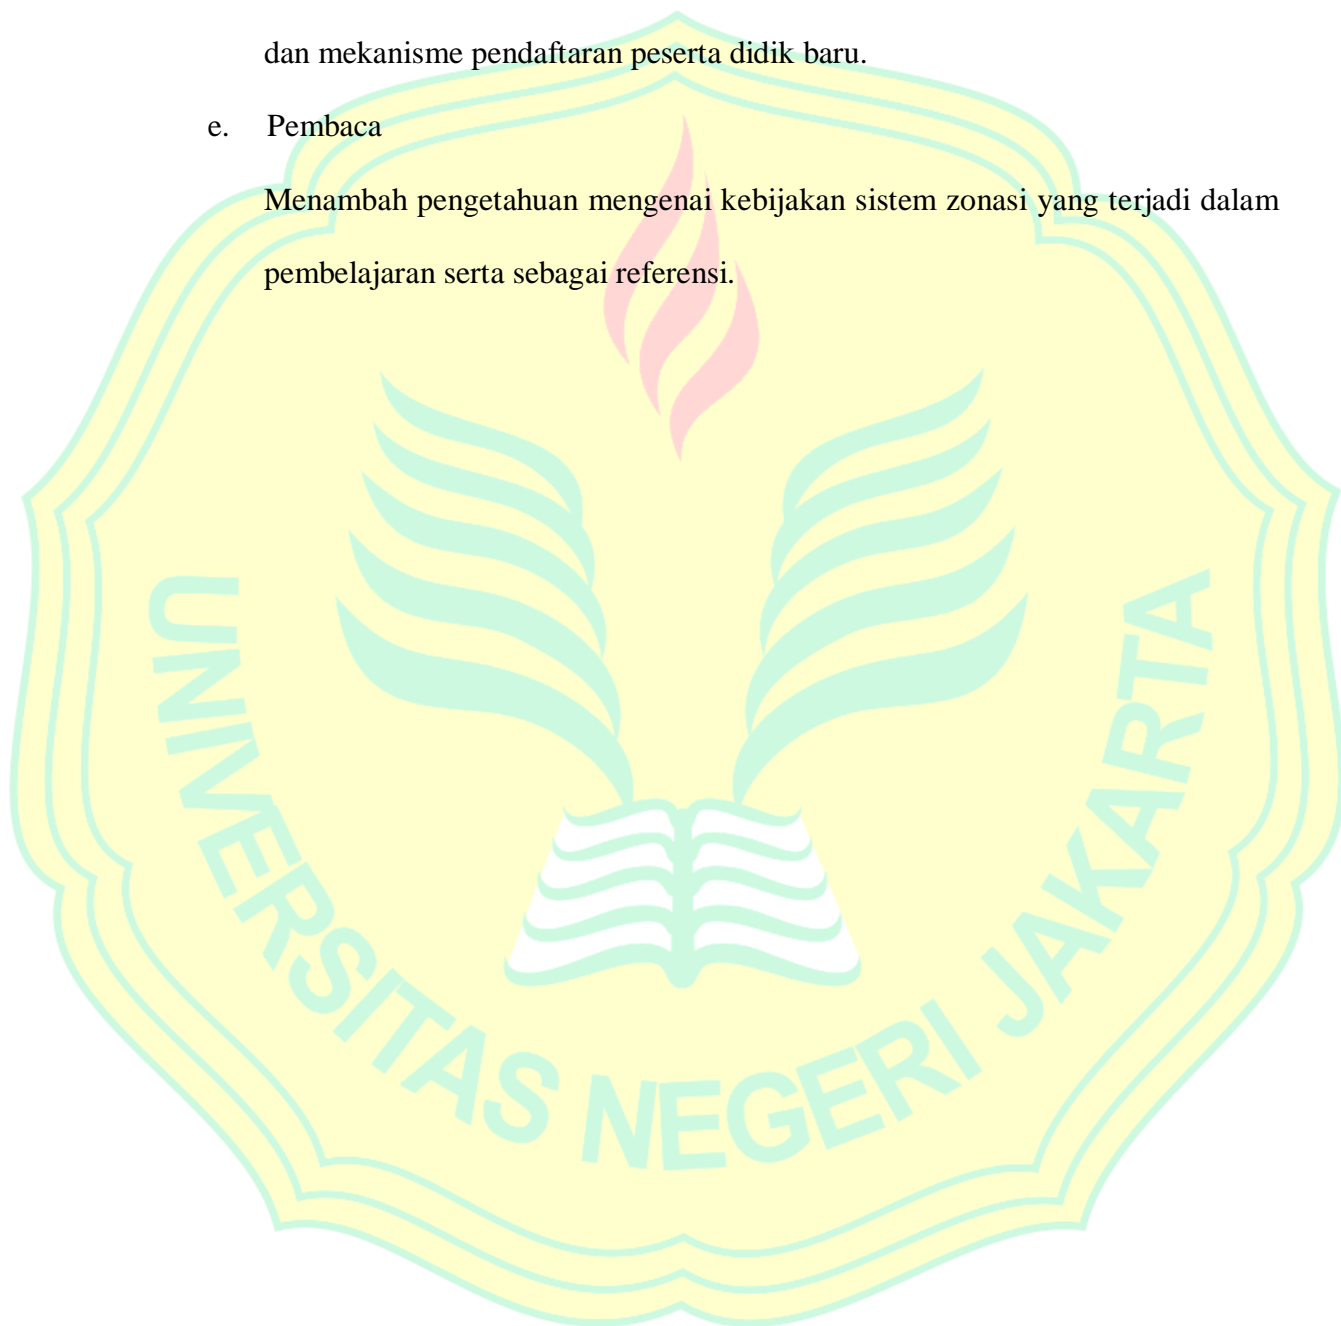 dan mekanisme pendaftaran peserta didik baru.
e. Pembaca
Menambah pengetahuan mengenai kebijakan sistem zonasi yang terjadi dalam
pembelajaran serta sebagai referensi.
UNIVERSITAS NEGERI JAKARTA